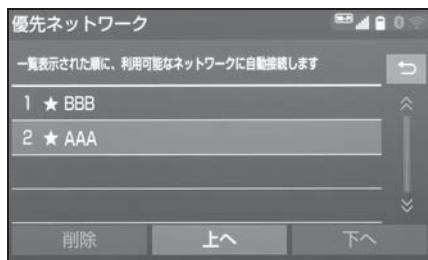 優先ネットワーク
0
一覧表示された順に、利用可能なネットワークに自動接続します
1 ★ BBB
2 ★ AAA
削除 上へ 下へ